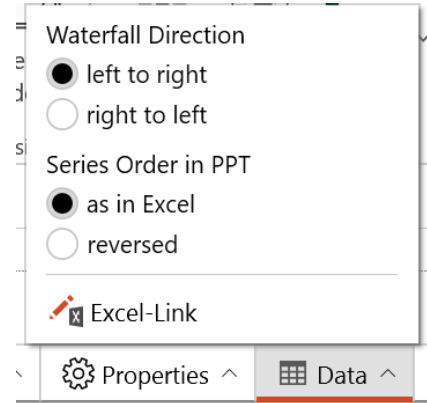 Waterfall Direction
left to right
right to left
Series Order in PPT
as in Excel
reversed
Excel-Link
Properties
Data